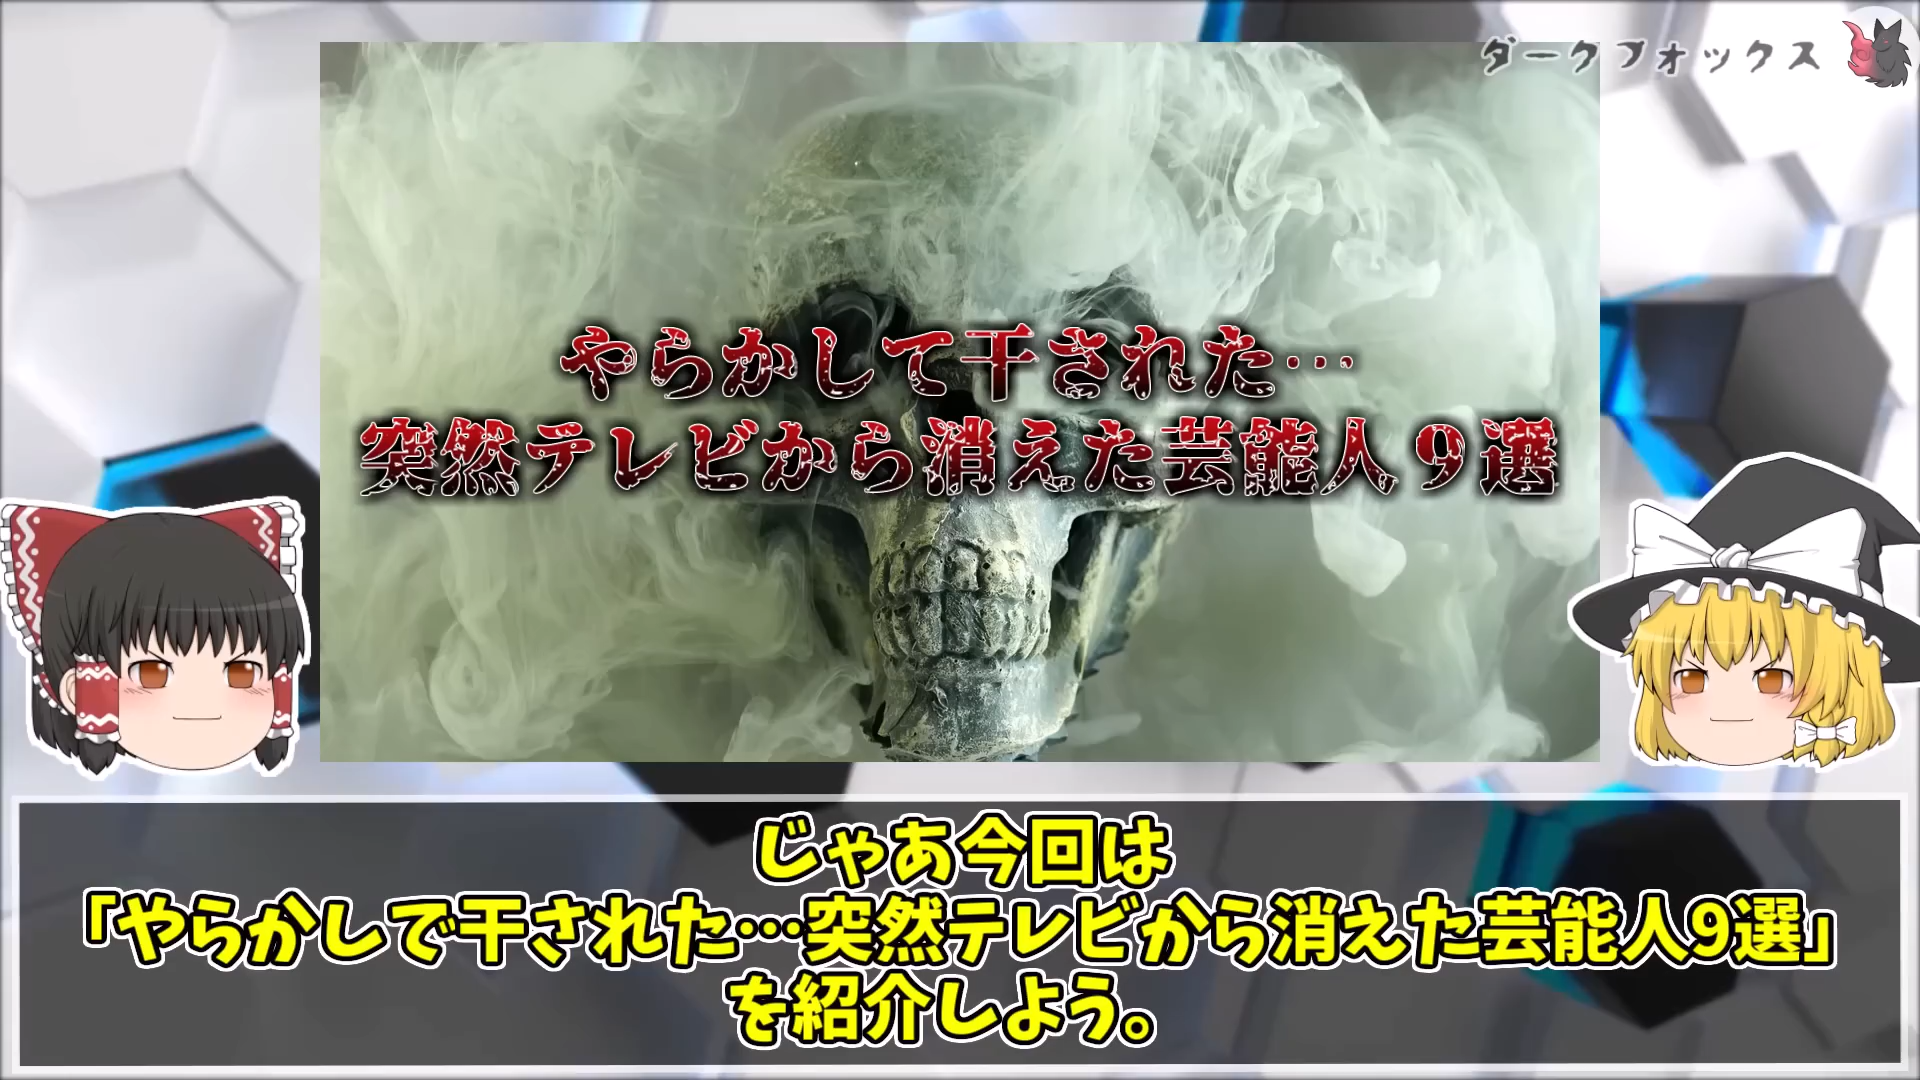 ダークフォックス
やらかして干された…
突然テレビから消えた芸能人９選
じゃあ今回は
「やらかしで干された…突然テレビから消えた芸能人9選」
を紹介しよう。